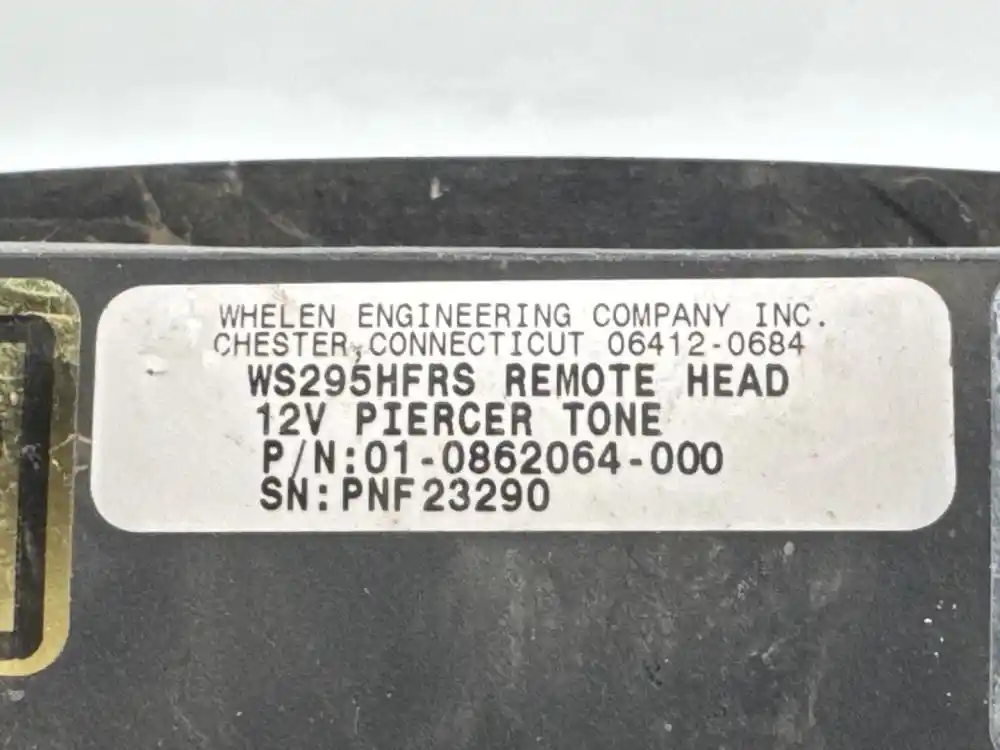 WHELEN ENGINEERING COMPANY INC.
CHESTER, CONNECTICUT 06412-0684
WS295HFRS REMOTE HEAD
12V PIERCER TONE
P/N:01-0862064-000
SN:PNF23290